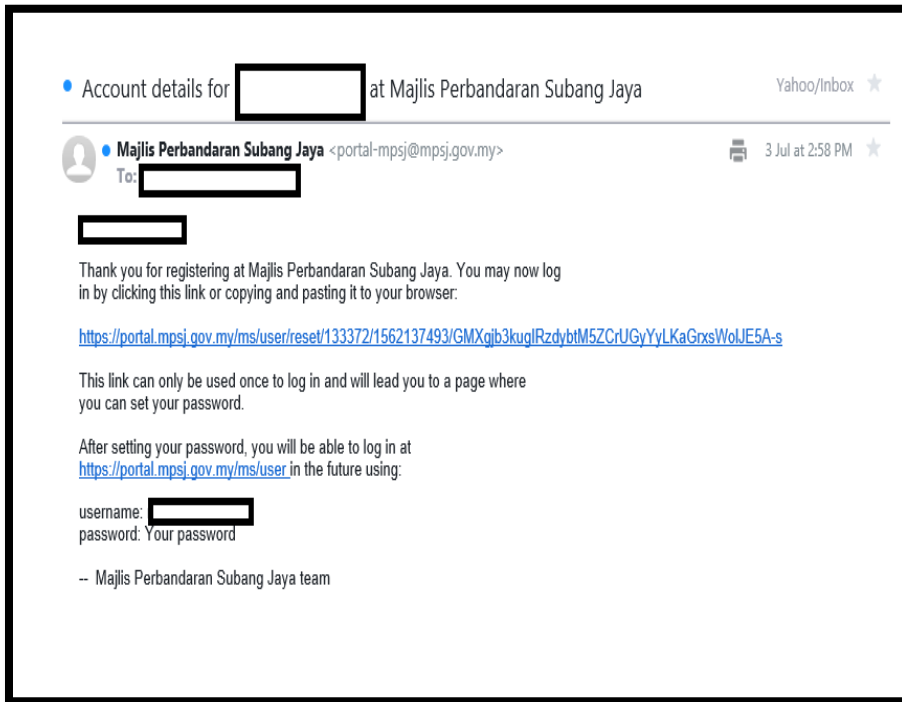 Account details for at Majlis Perbandaran Subang Jaya Yahoo/Inbox
Majlis Perbandaran Subang Jaya <portal-mpsj@mpsj.gov.my> 3 Jul at 2:58 PM
To:
Thank you for registering at Majlis Perbandaran Subang Jaya. You may now log
in by clicking this link or copying and pasting it to your browser:
https://portal.mpsj.gov.my/ms/user/reset/133372/1562137493/GMXgjb3kuglRzdybtM5ZCrUGyYyLKaGrxsWolJE5A-s
This link can only be used once to log in and will lead you to a page where
you can set your password.
After setting your password, you will be able to log in at
https://portal.mpsj.gov.my/ms/user in the future using:
username:
password: Your password
-- Majlis Perbandaran Subang Jaya team